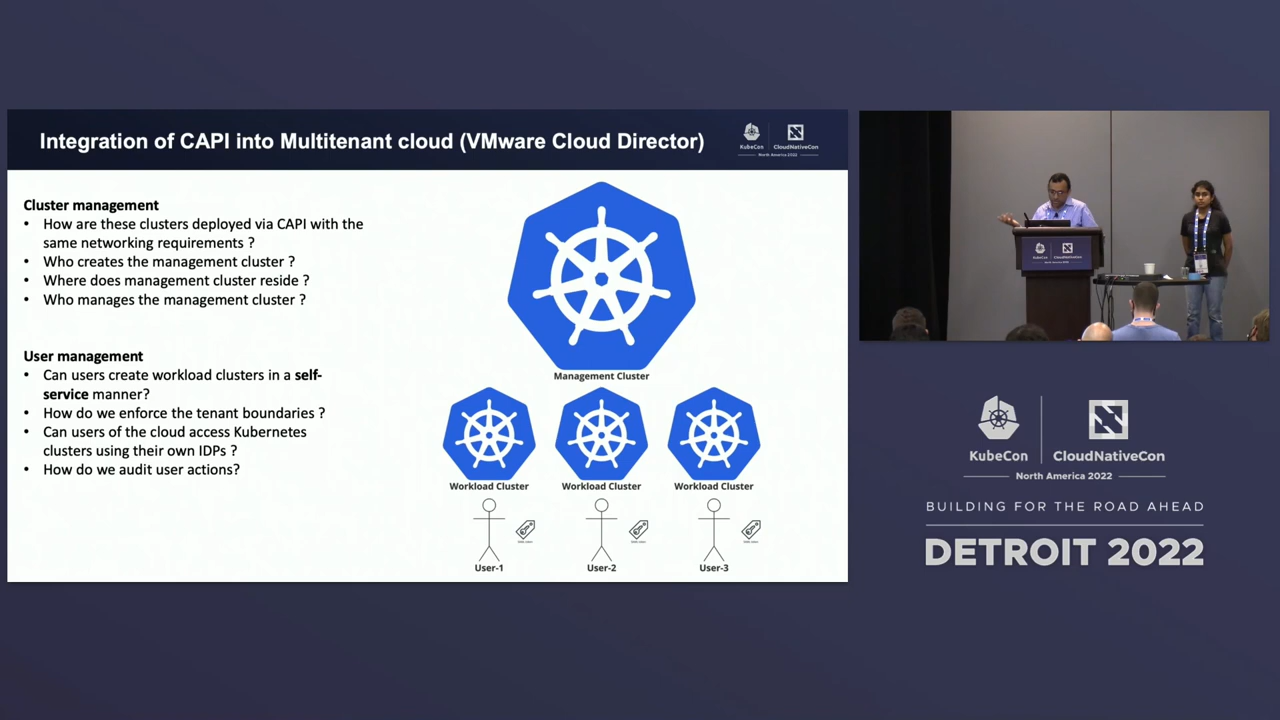 Integration of CAPI into Multitenant cloud (VMware Cloud Director)
KubeCon
CloudNativeCon
North America 2022
Cluster management
• How are these clusters deployed via CAPI with the
same networking requirements ?
• Who creates the management cluster ?
• Where does management cluster reside ?
• Who manages the management cluster ?
User management
• Can users create workload clusters in a self-
service manner?
• How do we enforce the tenant boundaries ?
• Can users of the cloud access Kubernetes
clusters using their own IDPs ?
• How do we audit user actions?
Management Cluster
Workload Cluster
Workload Cluster
Workload Cluster
User-1
User-2
User-3
KubeCon
CloudNativeCon
North America 2022
BUILDING FOR THE ROAD AHEAD
DETROIT 2022